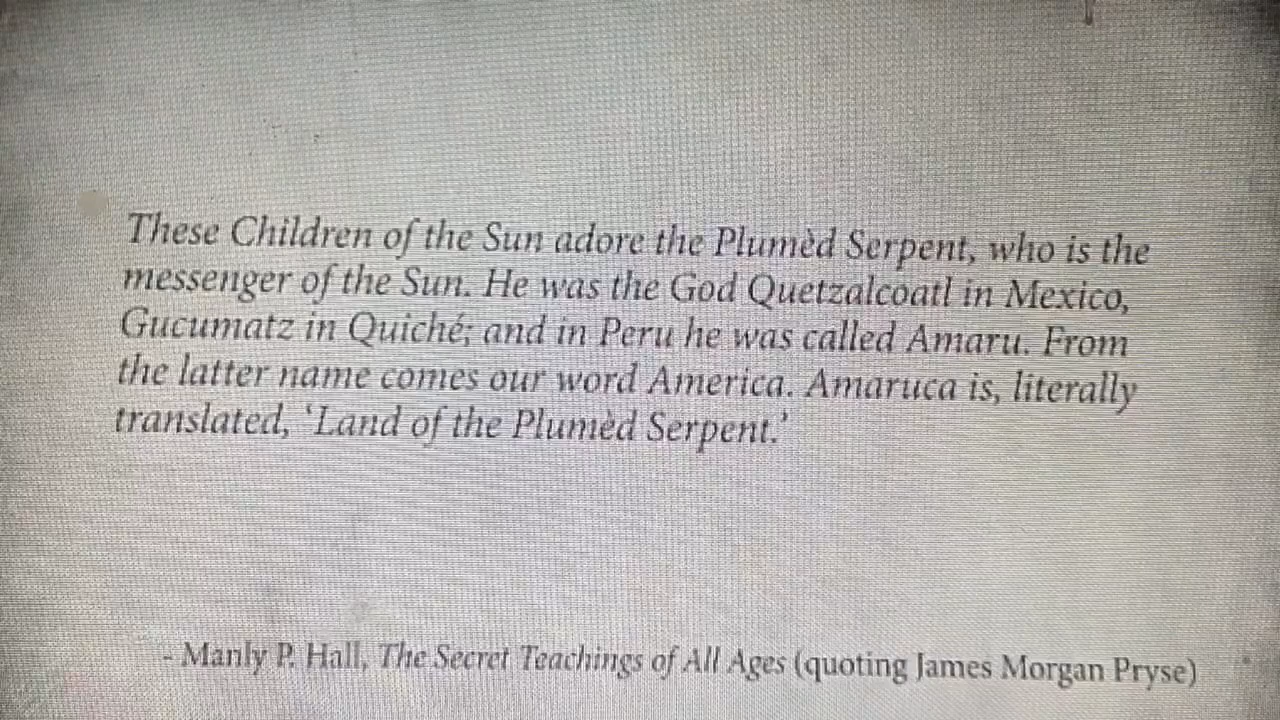 These Children of the Sun adore the Plumèd Serpent, who is the
messenger of the Sun. He was the God Quetzalcoatl in Mexico,
Gucumatz in Quiché; and in Peru he was called Amaru. From
the latter name comes our word America. Amaruca is, literally
translated, ‘Land of the Plumèd Serpent.’
- Manly P. Hall, The Secret Teachings of All Ages (quoting James Morgan Pryse)